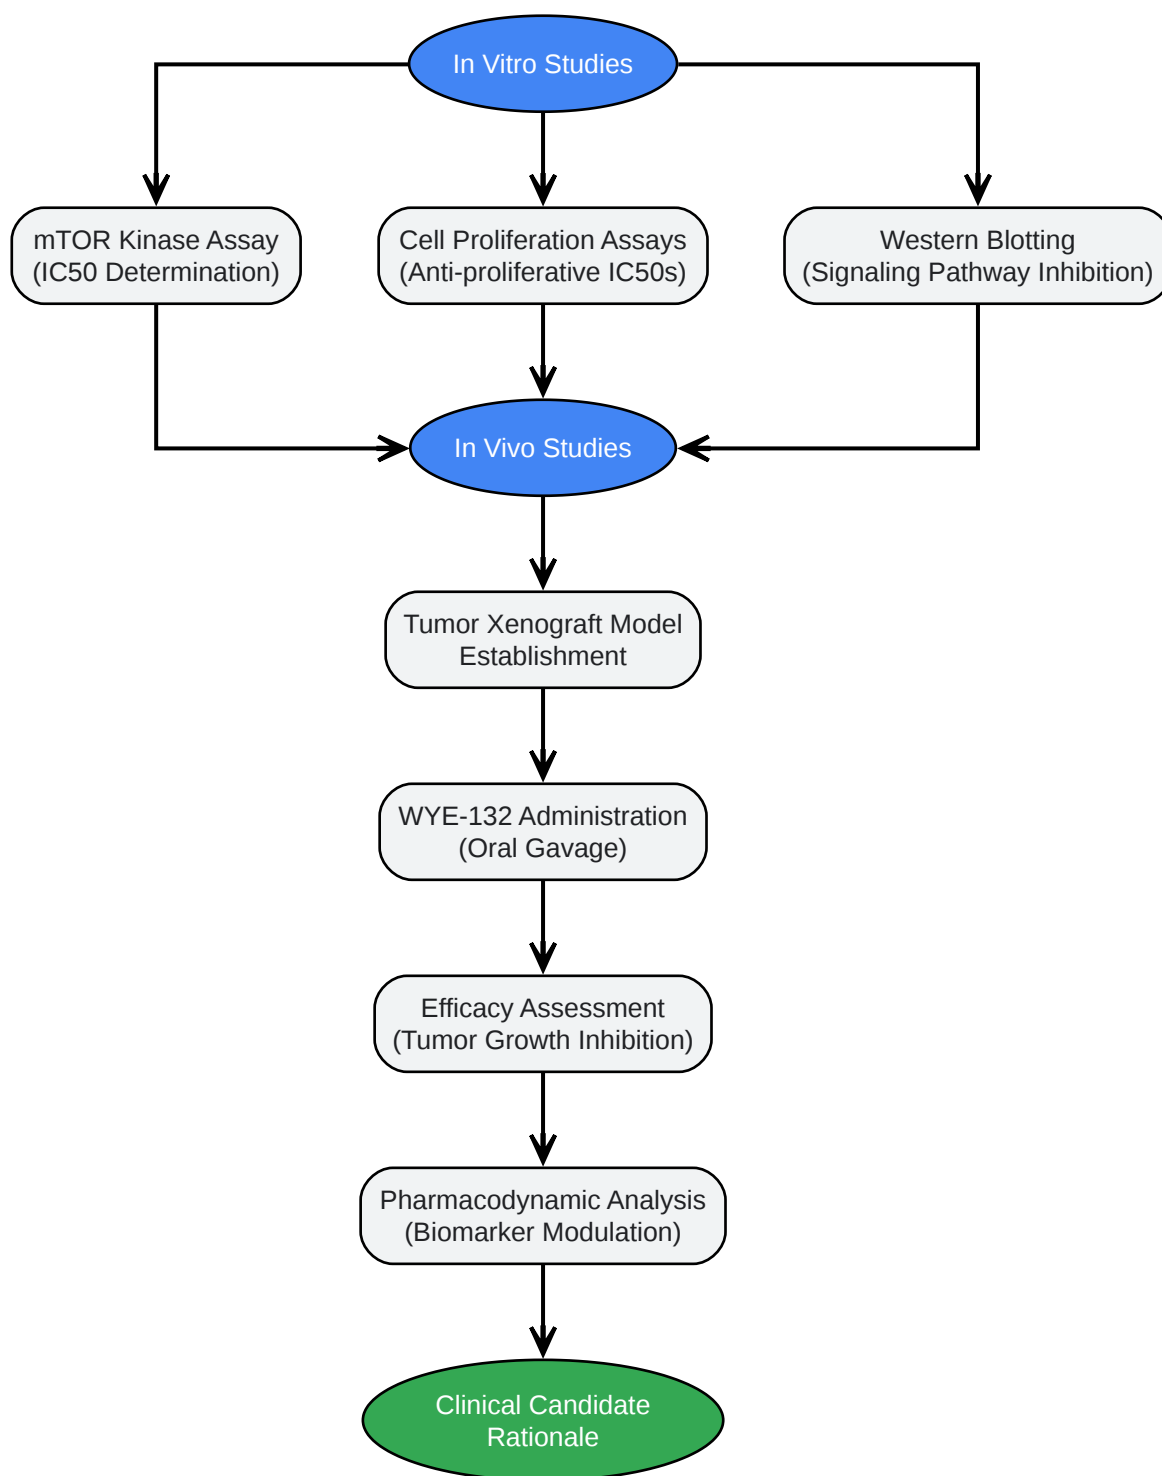 In Vitro Studies
mTOR Kinase Assay
(IC50 Determination)
Cell Proliferation Assays
(Anti-proliferative IC50s)
Western Blotting
(Signaling Pathway Inhibition)
In Vivo Studies
Tumor Xenograft Model
Establishment
WYE-132 Administration
(Oral Gavage)
Efficacy Assessment
(Tumor Growth Inhibition)
Pharmacodynamic Analysis
(Biomarker Modulation)
Clinical Candidate
Rationale